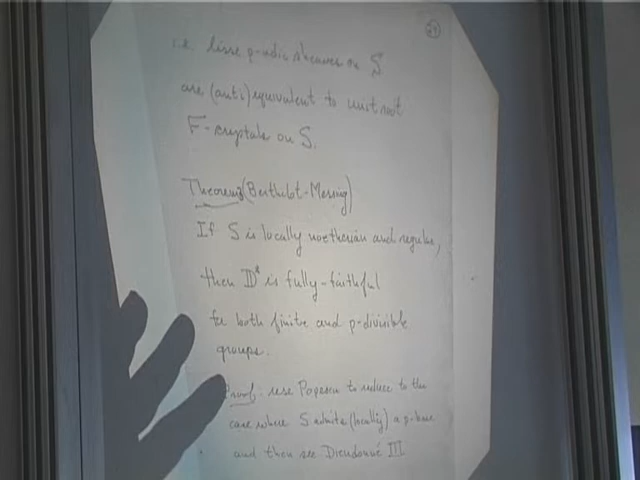 i.e. lisse p-adic sheaves on S
are (anti) equivalent to unit root
F-crystals on S.
Theorem (Berthelot-Messing)
If S is locally noetherian and regular,
then D* is fully-faithful
for both finite and p-divisible
groups.
Proof: use Popescu to reduce to the
case where S admits (locally) a p-base
and then see Dieudonné III